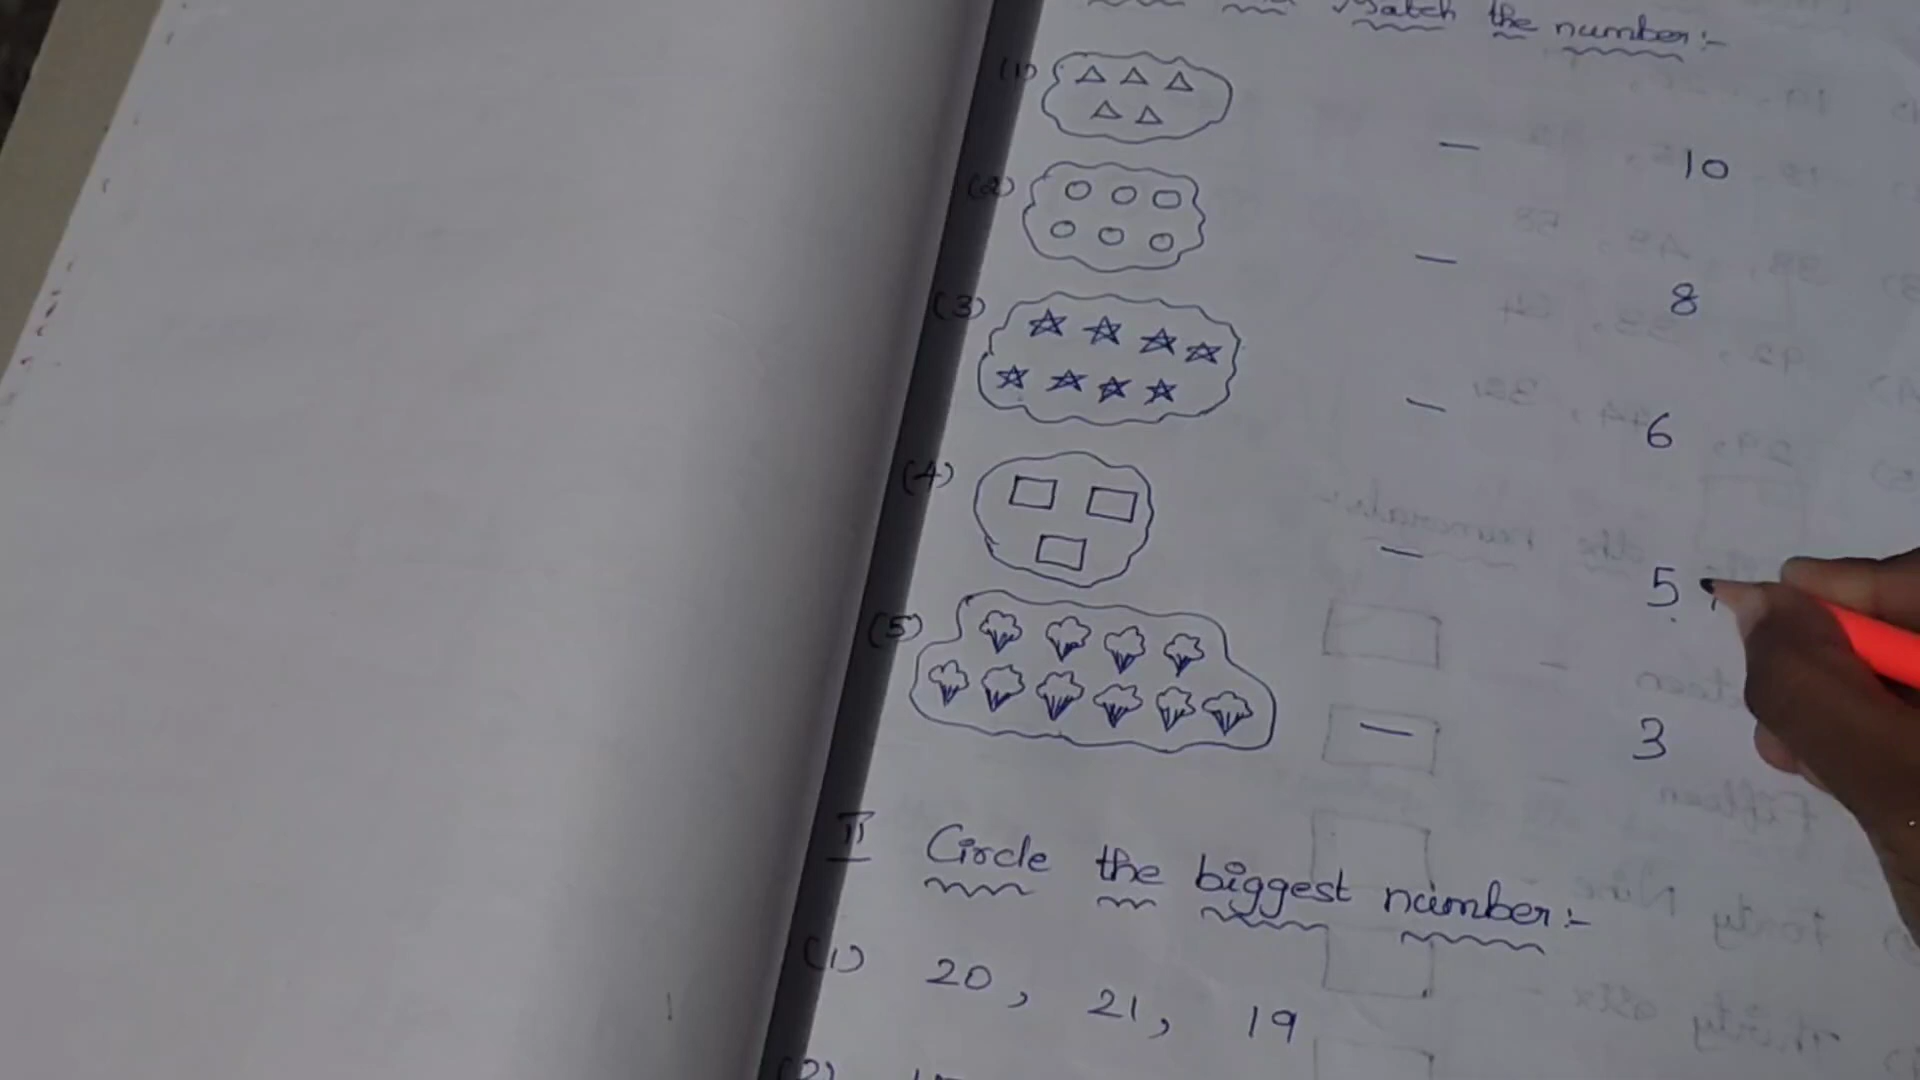 Match the number:-
(1) - 10
(2) - 8
(3) - 6
(4) - 5
(5) - 3
II Circle the biggest number:-
(1) 20, 21, 19
(2)